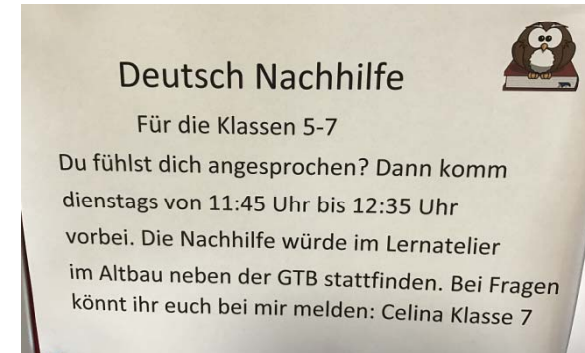 Deutsch Nachhilfe
Für die Klassen 5-7
Du fühlst dich angesprochen? Dann komm
dienstags von 11:45 Uhr bis 12:35 Uhr
vorbei. Die Nachhilfe würde im Lernatelier
im Altbau neben der GTB stattfinden. Bei Fragen
könnt ihr euch bei mir melden: Celina Klasse 7